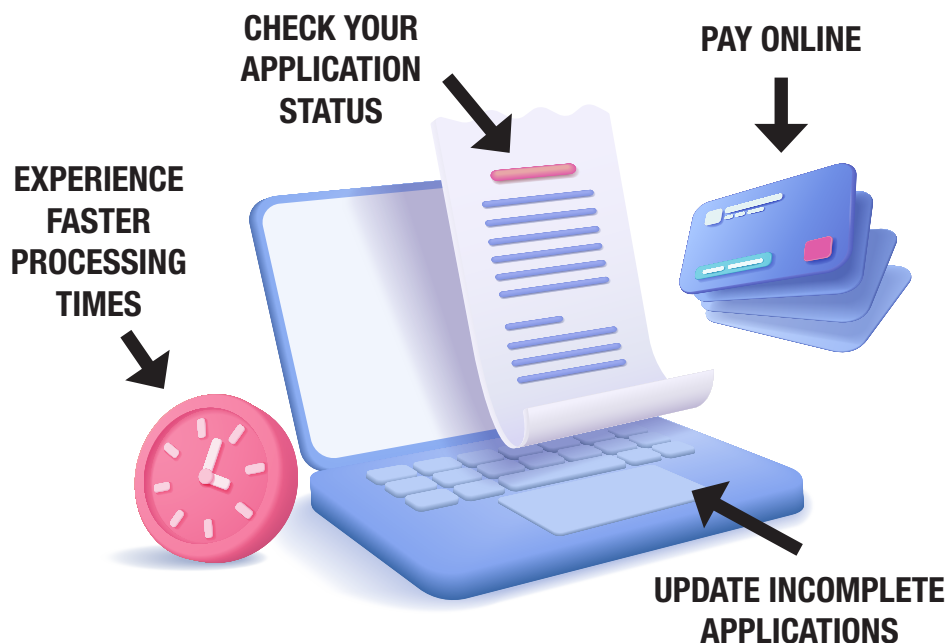 CHECK YOUR
APPLICATION
STATUS
PAY ONLINE
EXPERIENCE
FASTER
PROCESSING
TIMES
UPDATE INCOMPLETE
APPLICATIONS